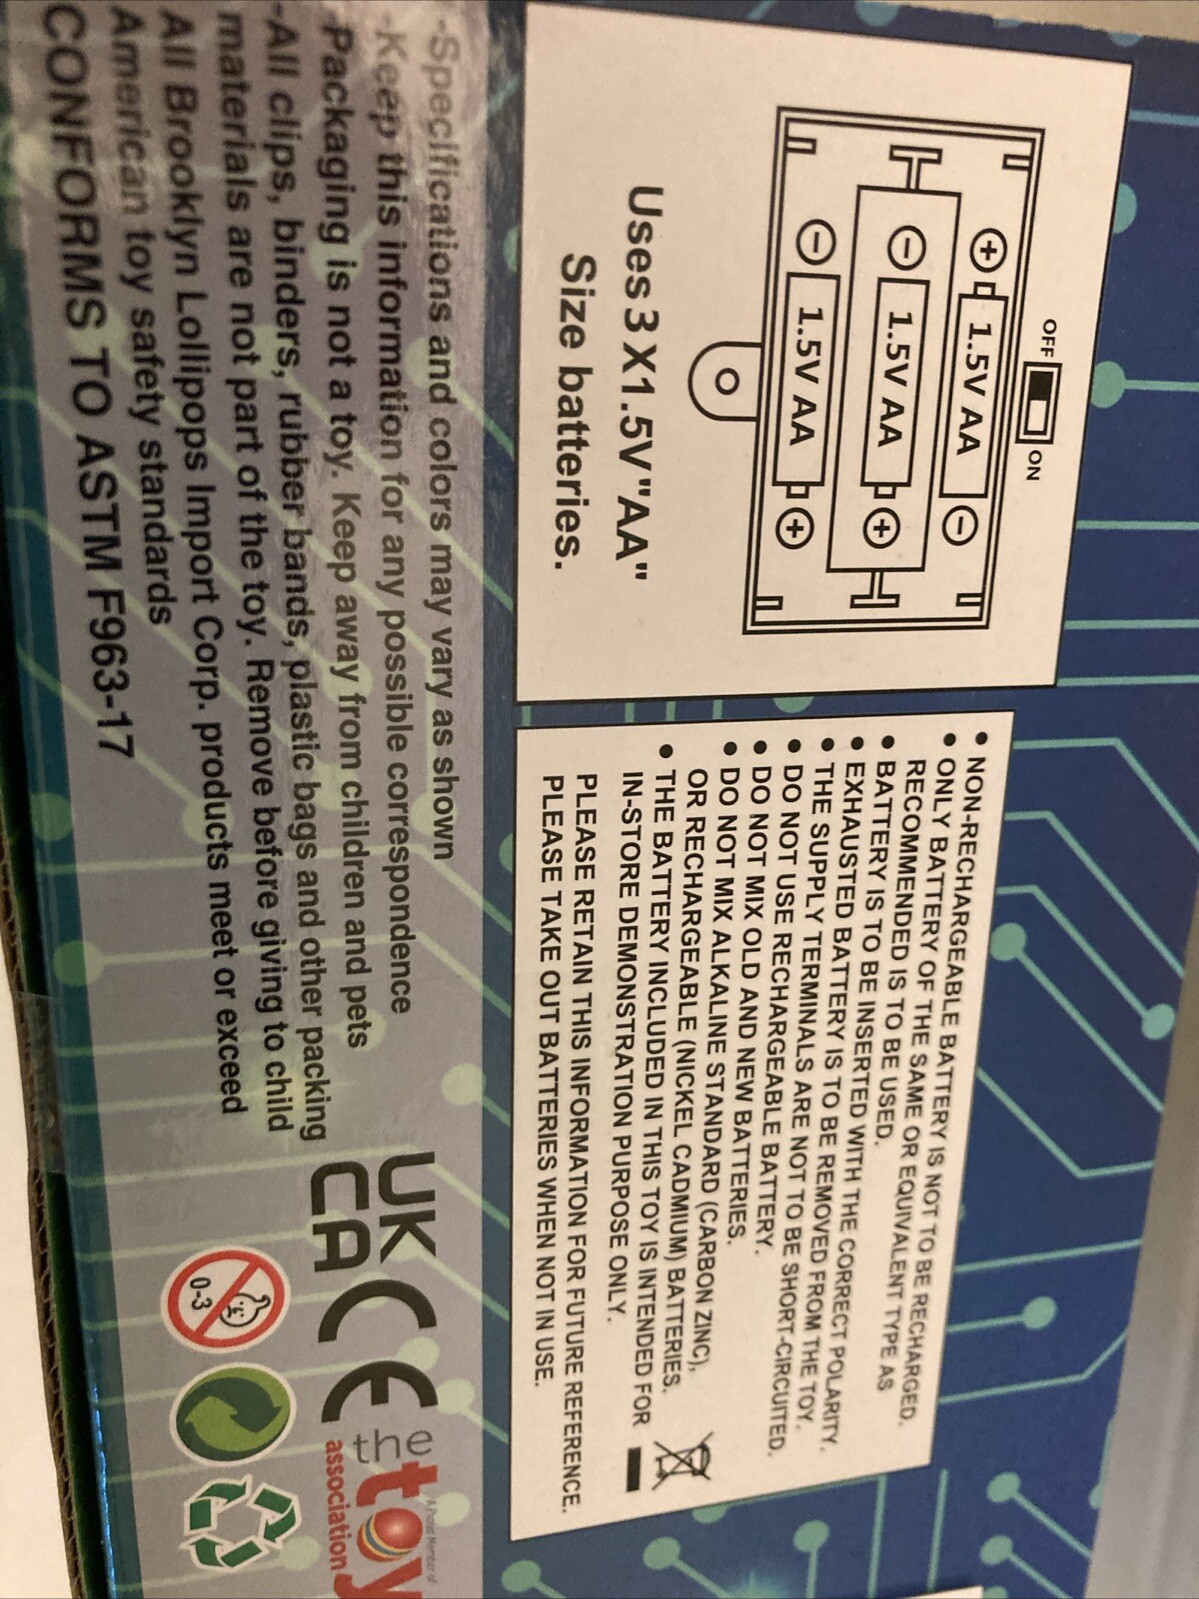 OFF ON
+ 1.5V AA −
− 1.5V AA +
− 1.5V AA +
Uses 3 X1.5V"AA"
Size batteries.
• NON-RECHARGEABLE BATTERY IS NOT TO BE RECHARGED.
• ONLY BATTERY OF THE SAME OR EQUIVALENT TYPE AS
RECOMMENDED IS TO BE USED.
• BATTERY IS TO BE INSERTED WITH THE CORRECT POLARITY.
• EXHAUSTED BATTERY IS TO BE REMOVED FROM THE TOY.
• THE SUPPLY TERMINALS ARE NOT TO BE SHORT-CIRCUITED.
• DO NOT USE RECHARGEABLE BATTERY.
• DO NOT MIX OLD AND NEW BATTERIES.
• DO NOT MIX ALKALINE STANDARD (CARBON ZINC),
OR RECHARGEABLE (NICKEL CADMIUM) BATTERIES.
• THE BATTERY INCLUDED IN THIS TOY IS INTENDED FOR
IN-STORE DEMONSTRATION PURPOSE ONLY.
PLEASE RETAIN THIS INFORMATION FOR FUTURE REFERENCE.
PLEASE TAKE OUT BATTERIES WHEN NOT IN USE.
-Specifications and colors may vary as shown
-Keep this information for any possible correspondence
-Packaging is not a toy. Keep away from children and pets
-All clips, binders, rubber bands, plastic bags and other packing
materials are not part of the toy. Remove before giving to child
All Brooklyn Lollipops Import Corp. products meet or exceed
American toy safety standards
CONFORMS TO ASTM F963-17
UK
CA
CE
A Proud Member of
the toy
association
0-3